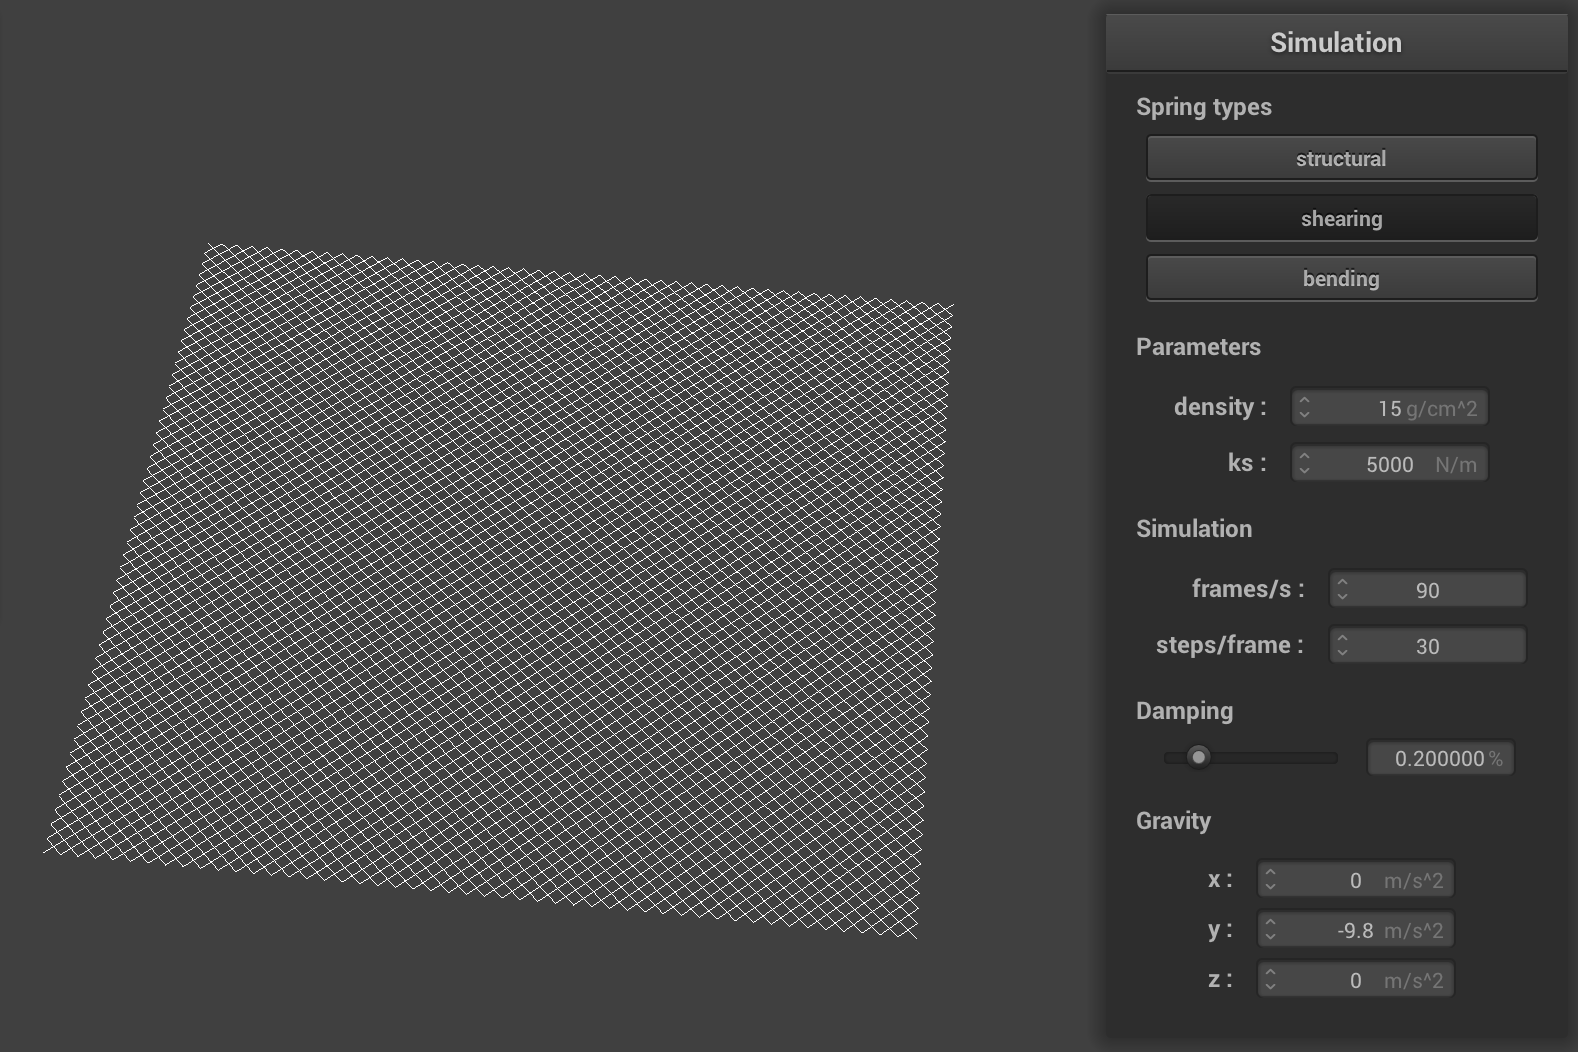 Simulation
Spring types
structural
shearing
bending
Parameters
density : 15 g/cm^2
ks : 5000 N/m
Simulation
frames/s : 90
steps/frame : 30
Damping
0.200000 %
Gravity
x : 0 m/s^2
y : -9.8 m/s^2
z : 0 m/s^2